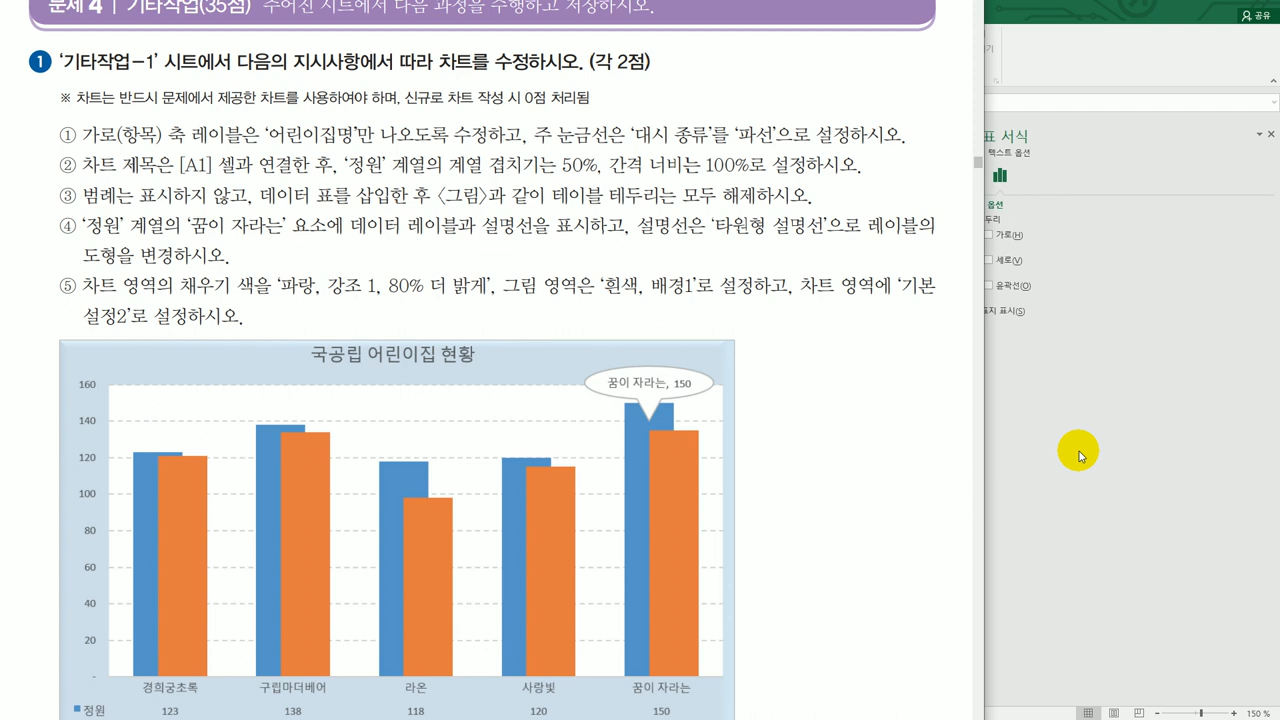 문제 4 | 기타작업(35점) 주어진 시트에서 다음 과정을 수행하고 저장하시오.
공유
1 '기타작업-1' 시트에서 다음의 지시사항에서 따라 차트를 수정하시오. (각 2점)
※ 차트는 반드시 문제에서 제공한 차트를 사용하여야 하며, 신규로 차트 작성 시 0점 처리됨
① 가로(항목) 축 레이블은 '어린이집명'만 나오도록 수정하고, 주 눈금선은 '대시 종류'를 '파선'으로 설정하시오.
② 차트 제목은 [A1] 셀과 연결한 후, '정원' 계열의 계열 겹치기는 50%, 간격 너비는 100%로 설정하시오.
③ 범례는 표시하지 않고, 데이터 표를 삽입한 후 〈그림〉과 같이 테이블 테두리는 모두 해제하시오.
④ '정원' 계열의 '꿈이 자라는' 요소에 데이터 레이블과 설명선을 표시하고, 설명선은 '타원형 설명선'으로 레이블의
도형을 변경하시오.
⑤ 차트 영역의 채우기 색을 '파랑, 강조 1, 80% 더 밝게', 그림 영역은 '흰색, 배경1'로 설정하고, 차트 영역에 '기본
설정2'로 설정하시오.
국공립 어린이집 현황
꿈이 자라는, 150
160
140
120
100
80
60
40
20
-
경희궁초록 구립마더베어 라온 사랑빛 꿈이 자라는
정원 123 138 118 120 150
표 서식
텍스트 옵션
옵션
두리
가로(H)
세로(V)
윤곽선(O)
표지 표시(S)
150 %